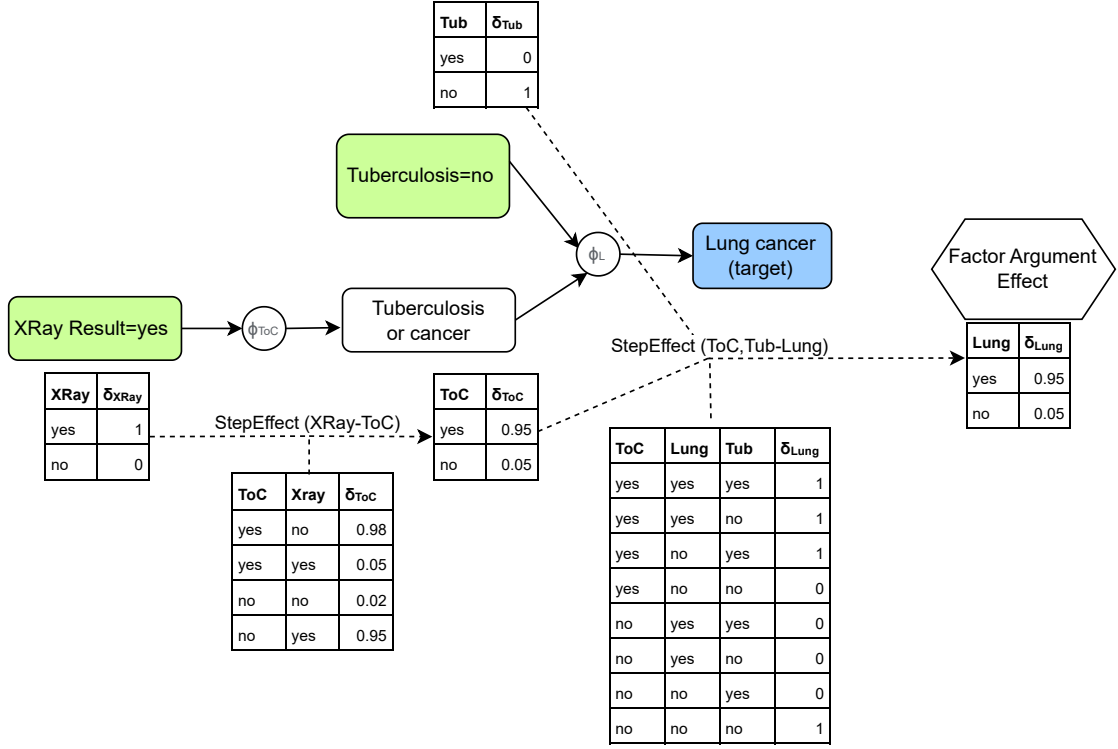 Tub δTub
yes 0
no 1
Tuberculosis=no
ϕL
Lung cancer
(target)
Factor Argument
Effect
XRay Result=yes
ϕToC
Tuberculosis
or cancer
StepEffect (ToC,Tub-Lung)
Lung δLung
yes 0.95
no 0.05
XRay δXRay
yes 1
no 0
StepEffect (XRay-ToC)
ToC δToC
yes 0.95
no 0.05
ToC Xray δToC
yes no 0.98
yes yes 0.05
no no 0.02
no yes 0.95
ToC Lung Tub δLung
yes yes yes 1
yes yes no 1
yes no yes 1
yes no no 0
no yes yes 0
no yes no 0
no no yes 0
no no no 1